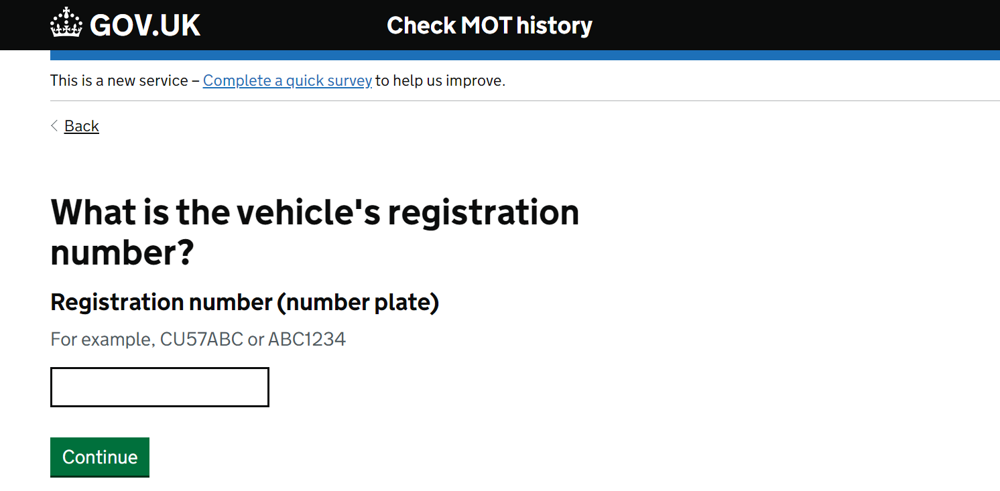 GOV.UK
Check MOT history
This is a new service – Complete a quick survey to help us improve.
Back
What is the vehicle's registration
number?
Registration number (number plate)
For example, CU57ABC or ABC1234
Continue